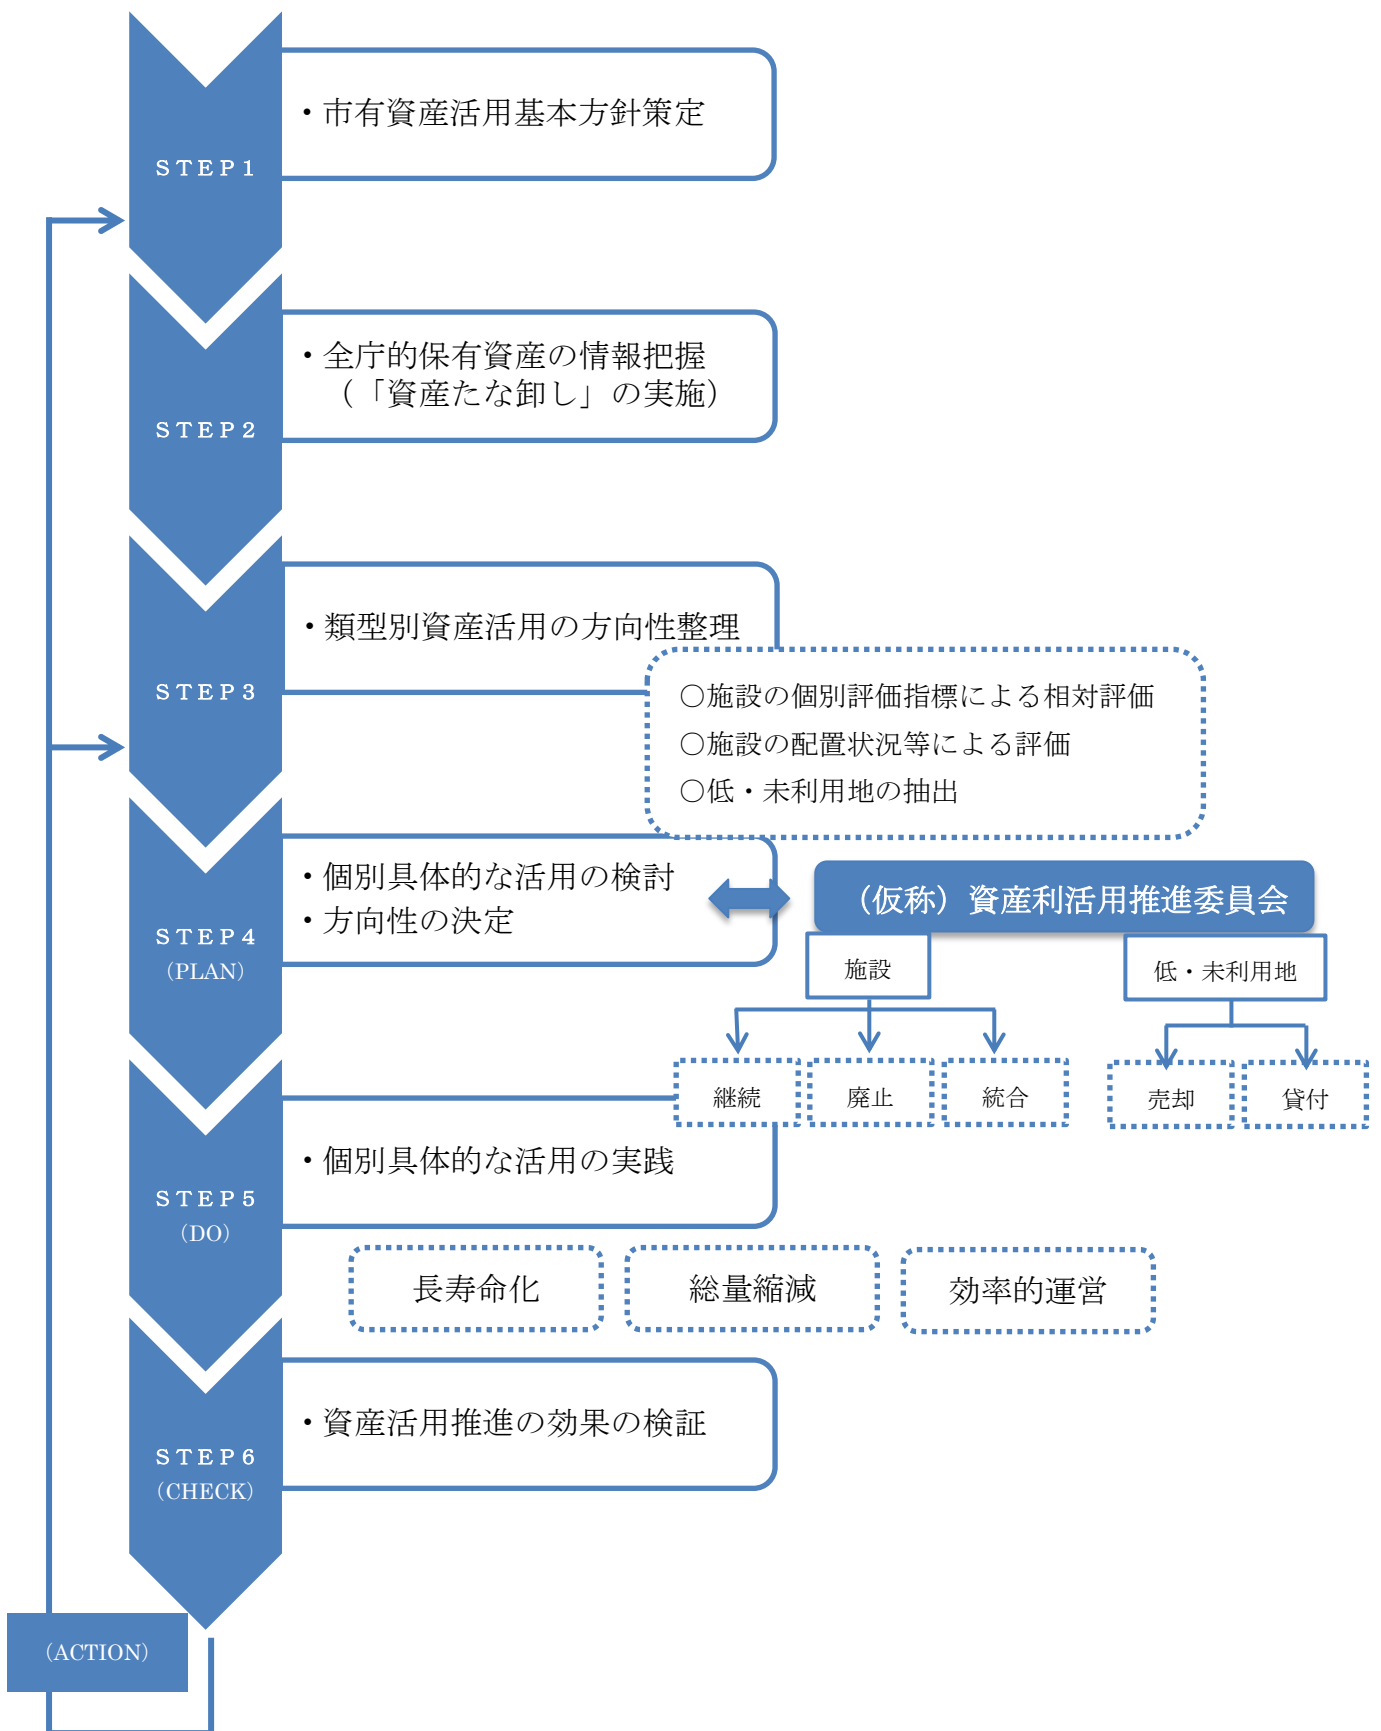 ・市有資産活用基本方針策定
ＳＴＥＰ１
・全庁的保有資産の情報把握
（「資産たな卸し」の実施）
ＳＴＥＰ２
・類型別資産活用の方向性整理
ＳＴＥＰ３
○施設の個別評価指標による相対評価
○施設の配置状況等による評価
○低・未利用地の抽出
・個別具体的な活用の検討
・方向性の決定
ＳＴＥＰ４
（PLAN）
（仮称）資産利活用推進委員会
施設
低・未利用地
継続
廃止
統合
売却
貸付
・個別具体的な活用の実践
ＳＴＥＰ５
（DO）
長寿命化
総量縮減
効率的運営
・資産活用推進の効果の検証
ＳＴＥＰ６
（CHECK）
（ACTION）